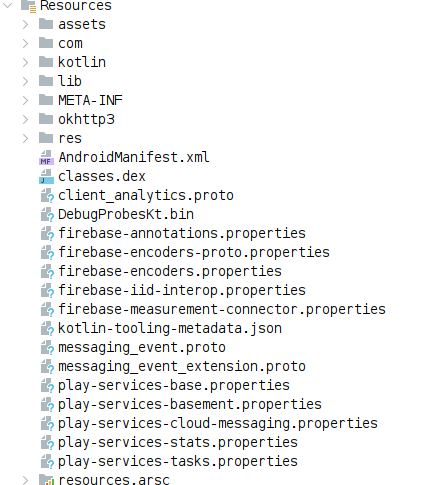 Resources
assets
com
kotlin
lib
META-INF
okhttp3
res
AndroidManifest.xml
classes.dex
client_analytics.proto
DebugProbesKt.bin
firebase-annotations.properties
firebase-encoders-proto.properties
firebase-encoders.properties
firebase-iid-interop.properties
firebase-measurement-connector.properties
kotlin-tooling-metadata.json
messaging_event.proto
messaging_event_extension.proto
play-services-base.properties
play-services-basement.properties
play-services-cloud-messaging.properties
play-services-stats.properties
play-services-tasks.properties
resources.arsc